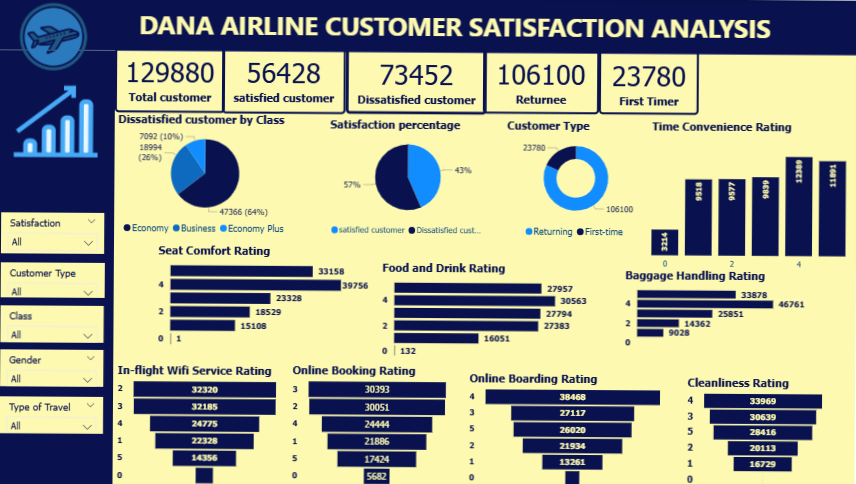 DANA AIRLINE CUSTOMER SATISFACTION ANALYSIS
129880
Total customer
56428
satisfied customer
73452
Dissatisfied customer
106100
Returnee
23780
First Timer
Dissatisfied customer by Class
7092 (10%)
18994
(26%)
47366 (64%)
Economy Business Economy Plus
Satisfaction percentage
43%
57%
satisfied customer Dissatisfied cust...
Customer Type
23780
106100
Returning First-time
Time Convenience Rating
3214
9518
9577
9839
12389
11891
0 2 4
Satisfaction
All
Customer Type
All
Class
All
Gender
All
Type of Travel
All
Seat Comfort Rating
33158
4 39756
23328
2 18529
15108
0 1
Food and Drink Rating
27957
4 30563
27794
2 27383
16051
0 132
Baggage Handling Rating
33878
4 46761
25851
2 14362
9028
0
In-flight Wifi Service Rating
2 32320
3 32185
4 24775
1 22328
5 14356
0
Online Booking Rating
3 30393
2 30051
4 24444
1 21886
5 17424
0 5682
Online Boarding Rating
4 38468
3 27117
5 26020
2 21934
1 13261
0
Cleanliness Rating
4 33969
3 30639
5 28416
2 20113
1 16729
0